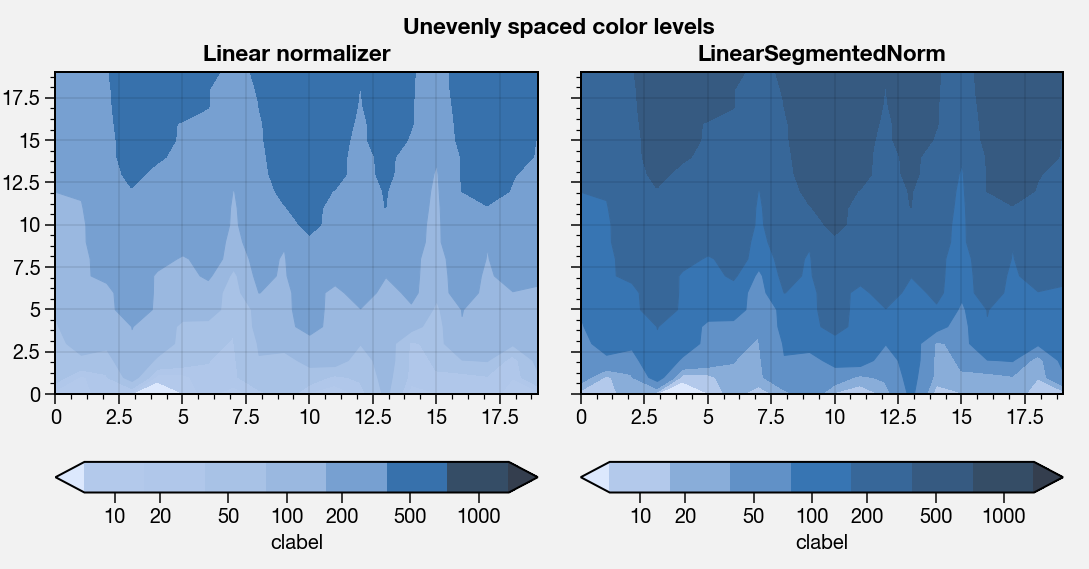 Unevenly spaced color levels
Linear normalizer
LinearSegmentedNorm
17.5
15
12.5
10
7.5
5
2.5
0
0 2.5 5 7.5 10 12.5 15 17.5
0 2.5 5 7.5 10 12.5 15 17.5
10 20 50 100 200 500 1000
10 20 50 100 200 500 1000
clabel
clabel